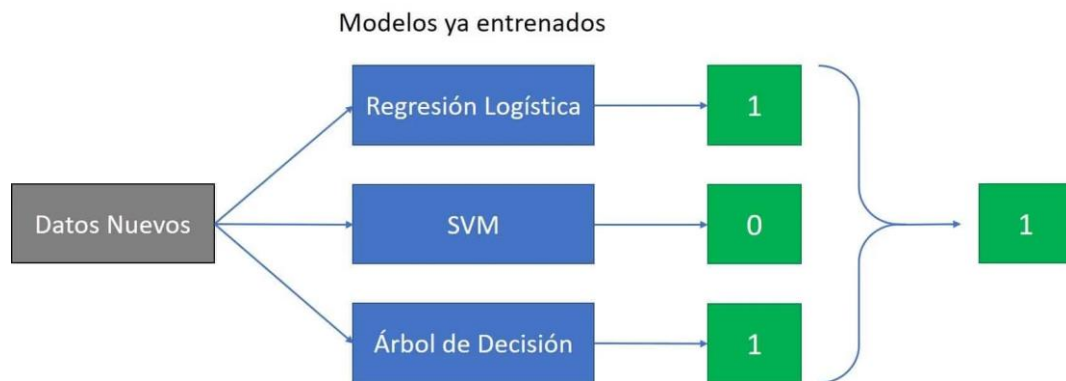 Modelos ya entrenados
Regresión Logística
1
Datos Nuevos
SVM
0
1
Árbol de Decisión
1